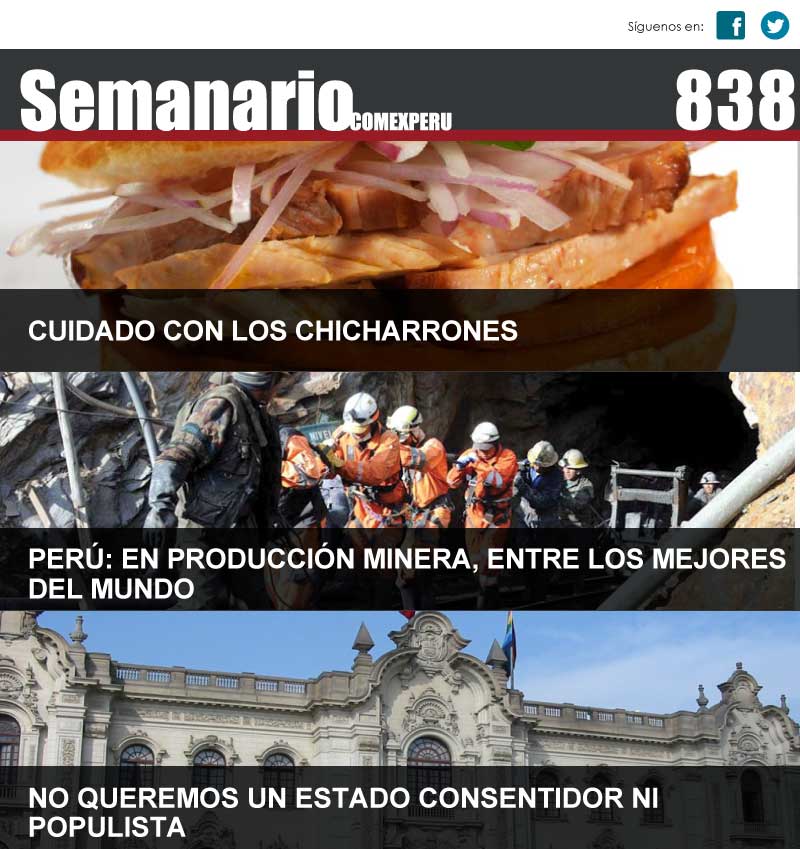 Síguenos en:
Semanario COMEXPERU 838
CUIDADO CON LOS CHICHARRONES
NIVEL
PERÚ: EN PRODUCCIÓN MINERA, ENTRE LOS MEJORES
DEL MUNDO
NO QUEREMOS UN ESTADO CONSENTIDOR NI
POPULISTA